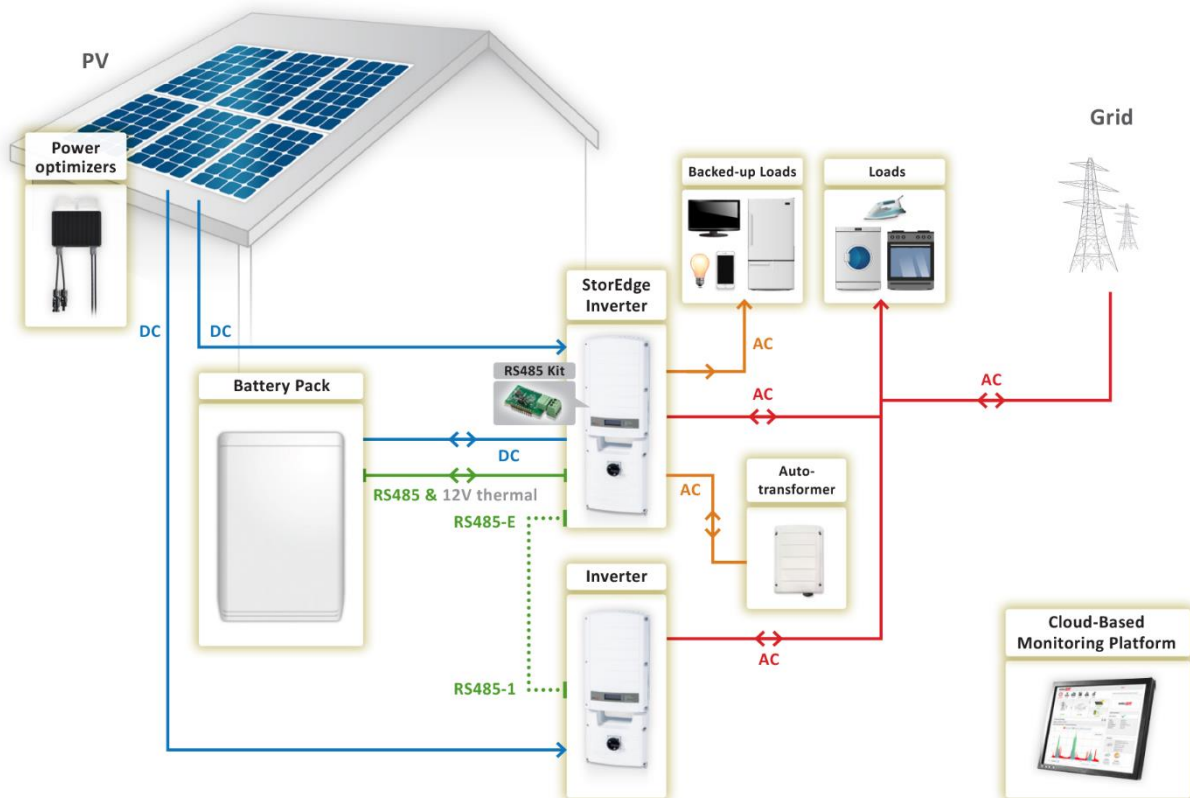 PV
Grid
Power
optimizers
Backed-up Loads
Loads
StorEdge
Inverter
DC
DC
AC
RS485 Kit
Battery Pack
AC
AC
DC
RS485 & 12V thermal
AC
Auto-
transformer
RS485-E
Inverter
AC
Cloud-Based
Monitoring Platform
RS485-1